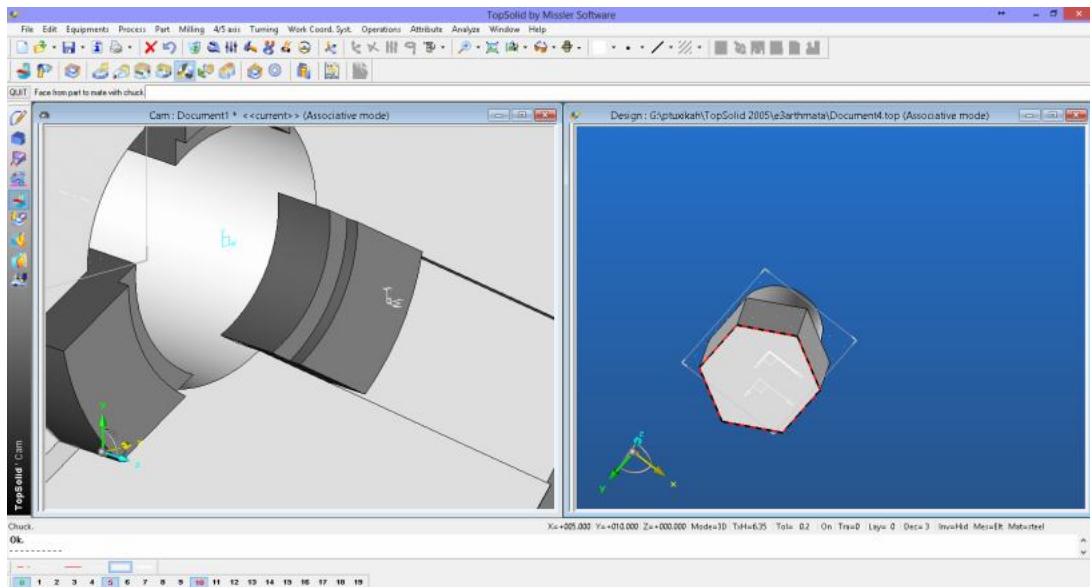 TopSolid by Missler Software
File Edit Equipments Process Part Milling 4/5 axis Turning Work Coord. Syst. Operations Attribute Analyze Window Help
QUIT Face from part to mate with chuck
Cam : Document1 * <<current>> (Associative mode)
Design : G:\ptuxikah\TopSolid 2005\e3arthmata\Document4.top (Associative mode)
y
z
z
y
x
TopSolid'Cam
Chuck.
X=+005.000 Y=+010.000 Z=+000.000 Mode=3D TxH=6.35 Tol= 0.2 On Tra=0 Lay= 0 Dec= 3 Inv=Hid Mes=Elt Mat=steel
Ok.
----------
0 1 2 3 4 5 6 7 8 9 10 11 12 13 14 15 16 17 18 19